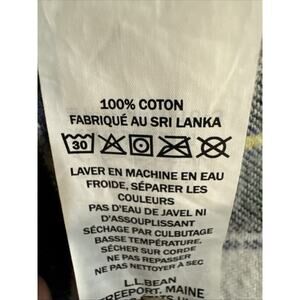 100% COTON
FABRIQUÉ AU SRI LANKA
30
LAVER EN MACHINE EN EAU
FROIDE, SÉPARER LES
COULEURS
PAS D'EAU DE JAVEL NI
D'ASSOUPLISSANT
SÉCHAGE PAR CULBUTAGE
BASSE TEMPÉRATURE,
SÉCHER SUR CORDE
NE PAS REPASSER
NE PAS NETTOYER À SEC
L.L.BEAN
FREEPORT, MAINE